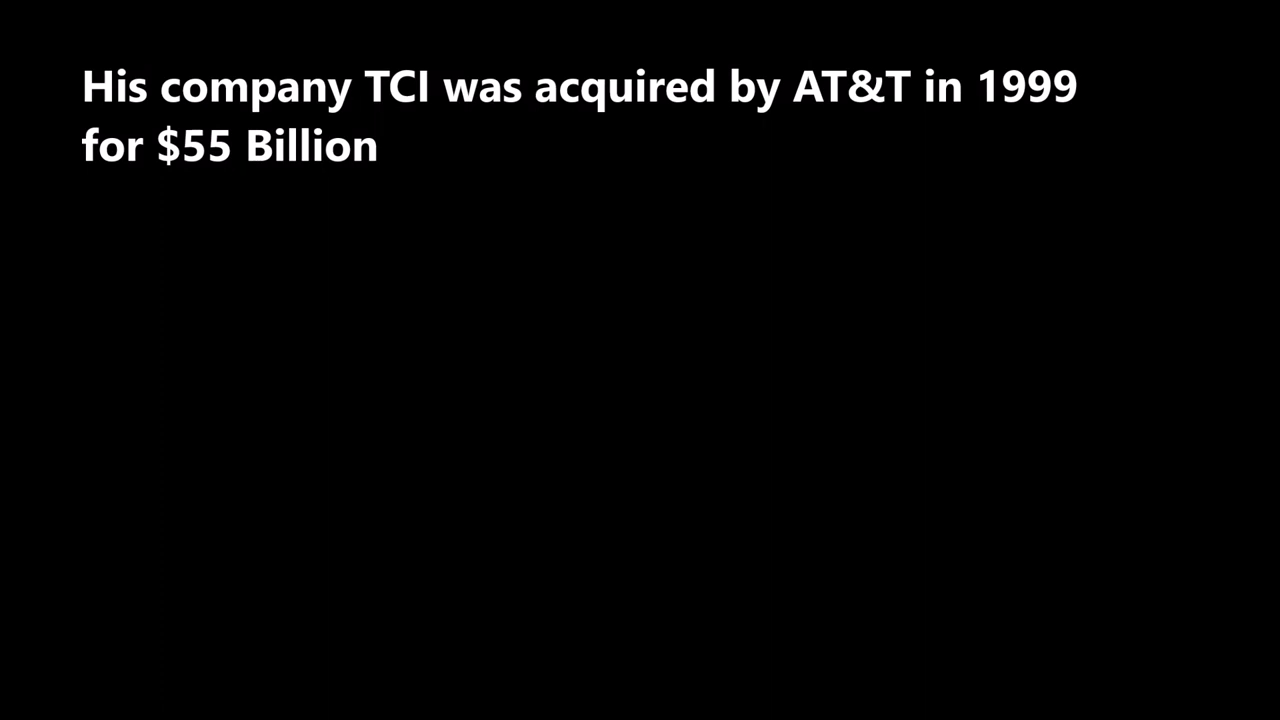 His company TCI was acquired by AT&T in 1999
for $55 Billion